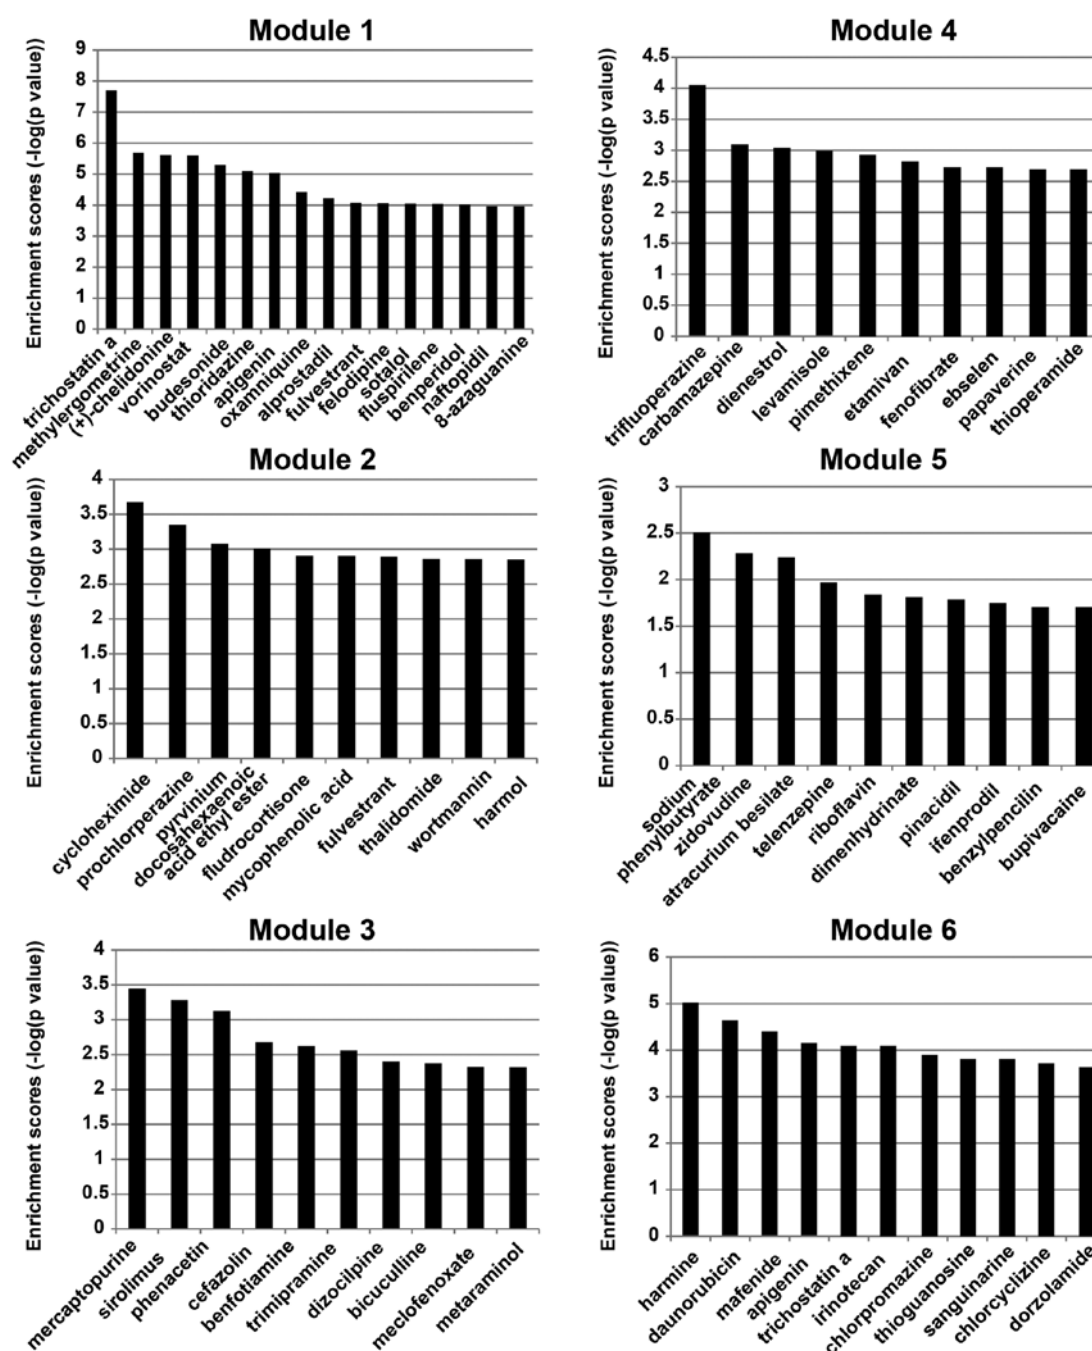 Module 1
Enrichment scores (-log(p value))
9
8
7
6
5
4
3
2
1
0
trichostatin a
methylergometrine
(+)-chelidonine
vorinostat
budesonide
thioridazine
apigenin
oxamniquine
alprostadil
fulvestrant
felodipine
sotalol
fluspirilene
benperidol
naftopidil
8-azaguanine
Module 4
Enrichment scores (-log(p value))
4.5
4
3.5
3
2.5
2
1.5
1
0.5
0
trifluoperazine
carbamazepine
dienestrol
levamisole
pimethixene
etamivan
fenofibrate
ebselen
papaverine
thioperamide
Module 2
Enrichment scores (-log(p value))
4
3.5
3
2.5
2
1.5
1
0.5
0
cycloheximide
prochlorperazine
pyrvinium
docosahexaenoic
acid ethyl ester
fludrocortisone
mycophenolic acid
fulvestrant
thalidomide
wortmannin
harmol
Module 5
Enrichment scores (-log(p value))
3
2.5
2
1.5
1
0.5
0
sodium
phenylbutyrate
zidovudine
atracurium besilate
telenzepine
riboflavin
dimenhydrinate
pinacidil
ifenprodil
benzylpencilin
bupivacaine
Module 3
Enrichment scores (-log(p value))
4
3.5
3
2.5
2
1.5
1
0.5
0
mercaptopurine
sirolimus
phenacetin
cefazolin
benfotiamine
trimipramine
dizocilpine
bicuculline
meclofenoxate
metaraminol
Module 6
Enrichment scores (-log(p value))
6
5
4
3
2
1
0
harmine
daunorubicin
mafenide
apigenin
trichostatin a
irinotecan
chlorpromazine
thioguanosine
sanguinarine
chlorcyclizine
dorzolamide